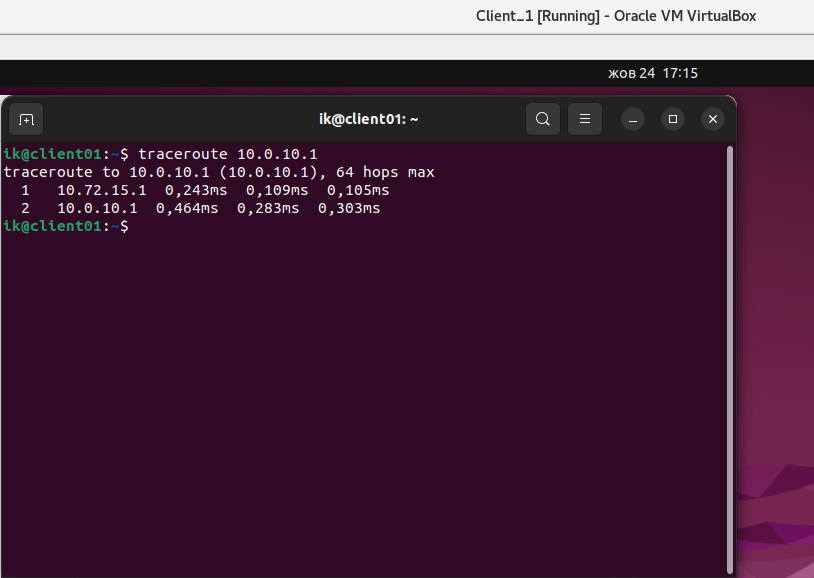 Client_1 [Running] - Oracle VM VirtualBox
жов 24 17:15
ik@client01: ~
ik@client01:~$ traceroute 10.0.10.1
traceroute to 10.0.10.1 (10.0.10.1), 64 hops max
1 10.72.15.1 0,243ms 0,109ms 0,105ms
2 10.0.10.1 0,464ms 0,283ms 0,303ms
ik@client01:~$